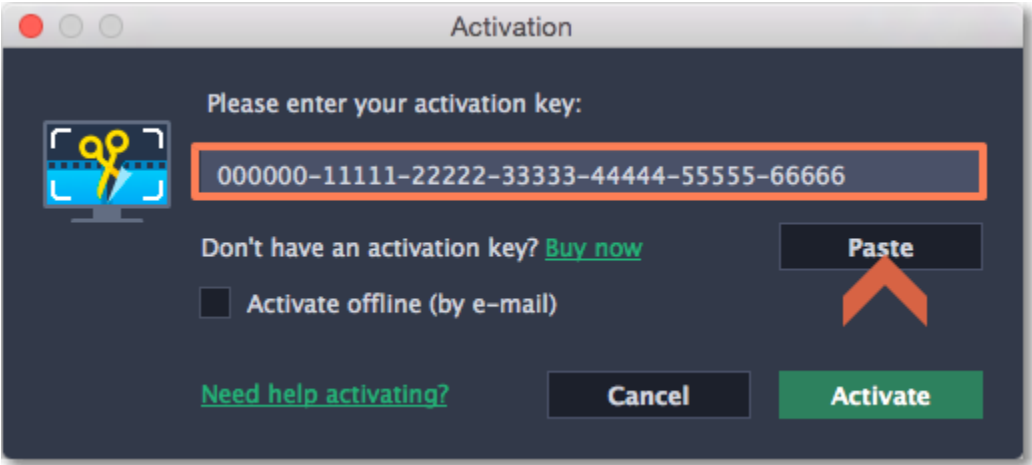 Activation
Please enter your activation key:
000000-11111-22222-33333-44444-55555-66666
Don't have an activation key? Buy now
Paste
Activate offline (by e-mail)
Need help activating?
Cancel
Activate